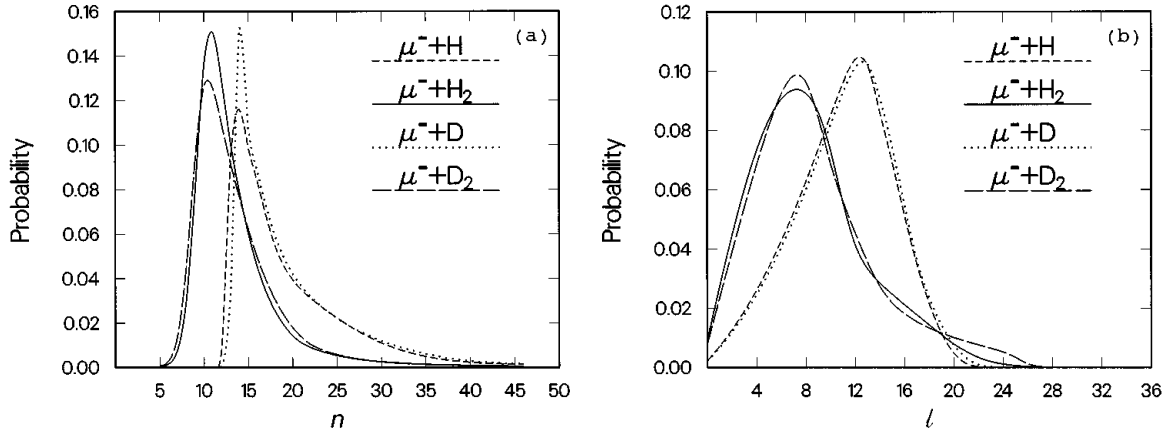 (a)
Probability
0.16
0.14
0.12
0.10
0.08
0.06
0.04
0.02
0.00
5 10 15 20 25 30 35 40 45 50
n
μ⁻+H
μ⁻+H₂
μ⁻+D
μ⁻+D₂
(b)
Probability
0.12
0.10
0.08
0.06
0.04
0.02
0.00
4 8 12 16 20 24 28 32 36
l
μ⁻+H
μ⁻+H₂
μ⁻+D
μ⁻+D₂